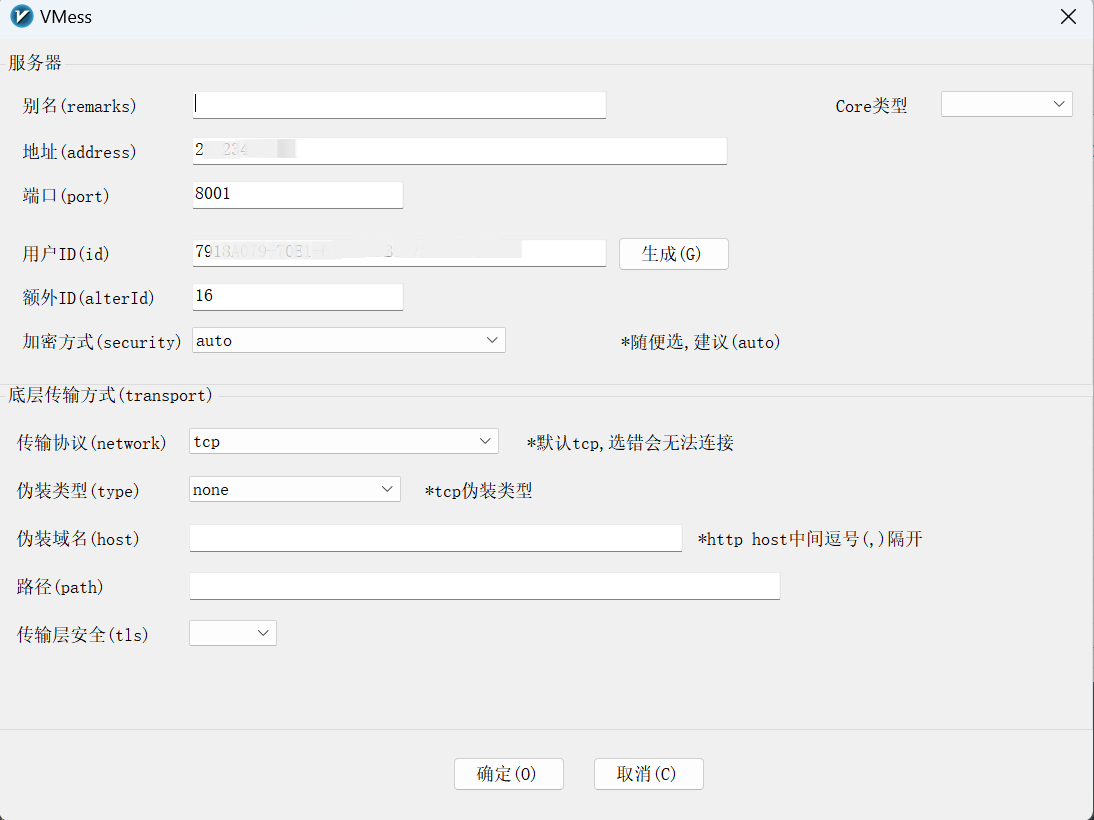 VMess
服务器
别名(remarks)
Core类型
地址(address) 2 234
端口(port) 8001
用户ID(id) 7918A079-70E1-
生成(G)
额外ID(alterId) 16
加密方式(security) auto *随便选,建议(auto)
底层传输方式(transport)
传输协议(network) tcp *默认tcp,选错会无法连接
伪装类型(type) none *tcp伪装类型
伪装域名(host) *http host中间逗号(,)隔开
路径(path)
传输层安全(tls)
确定(O) 取消(C)